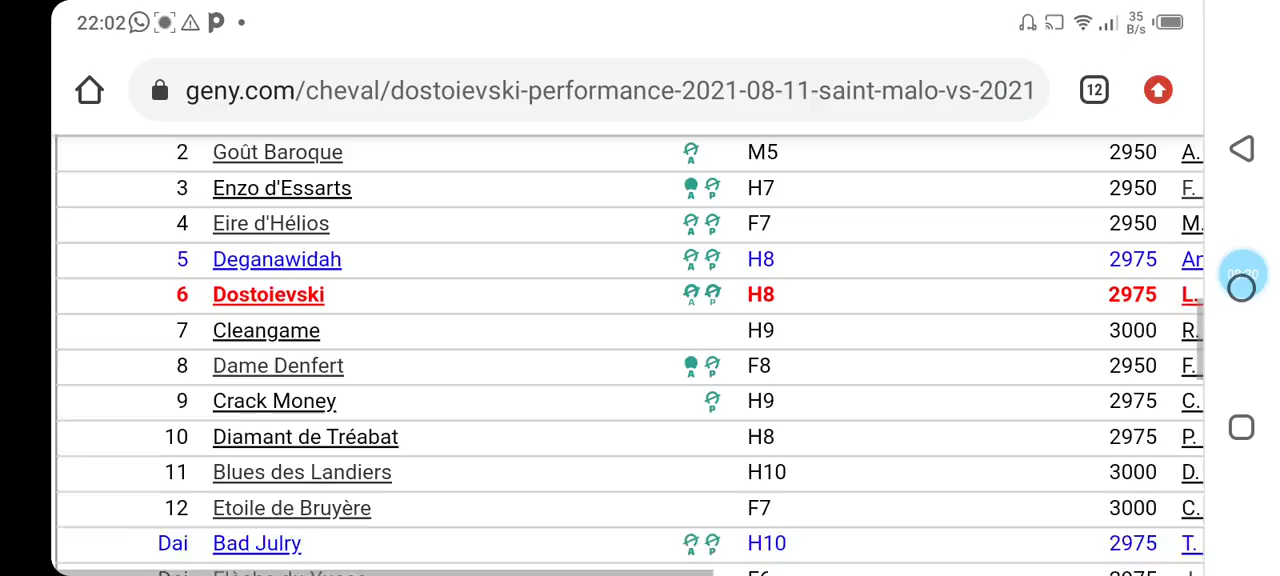 22:02 35 B/s
geny.com/cheval/dostoievski-performance-2021-08-11-saint-malo-vs-2021 12
2 Goût Baroque A M5 2950 A.
3 Enzo d'Essarts A P H7 2950 F.
4 Eire d'Hélios A P F7 2950 M.
5 Deganawidah A P H8 2975 Ar
6 Dostoievski A P H8 2975 L.
7 Cleangame H9 3000 R.
8 Dame Denfert A P F8 2950 F.
9 Crack Money P H9 2975 C.
10 Diamant de Tréabat H8 2975 P.
11 Blues des Landiers H10 3000 D.
12 Etoile de Bruyère F7 3000 C.
Dai Bad Julry A P H10 2975 T.